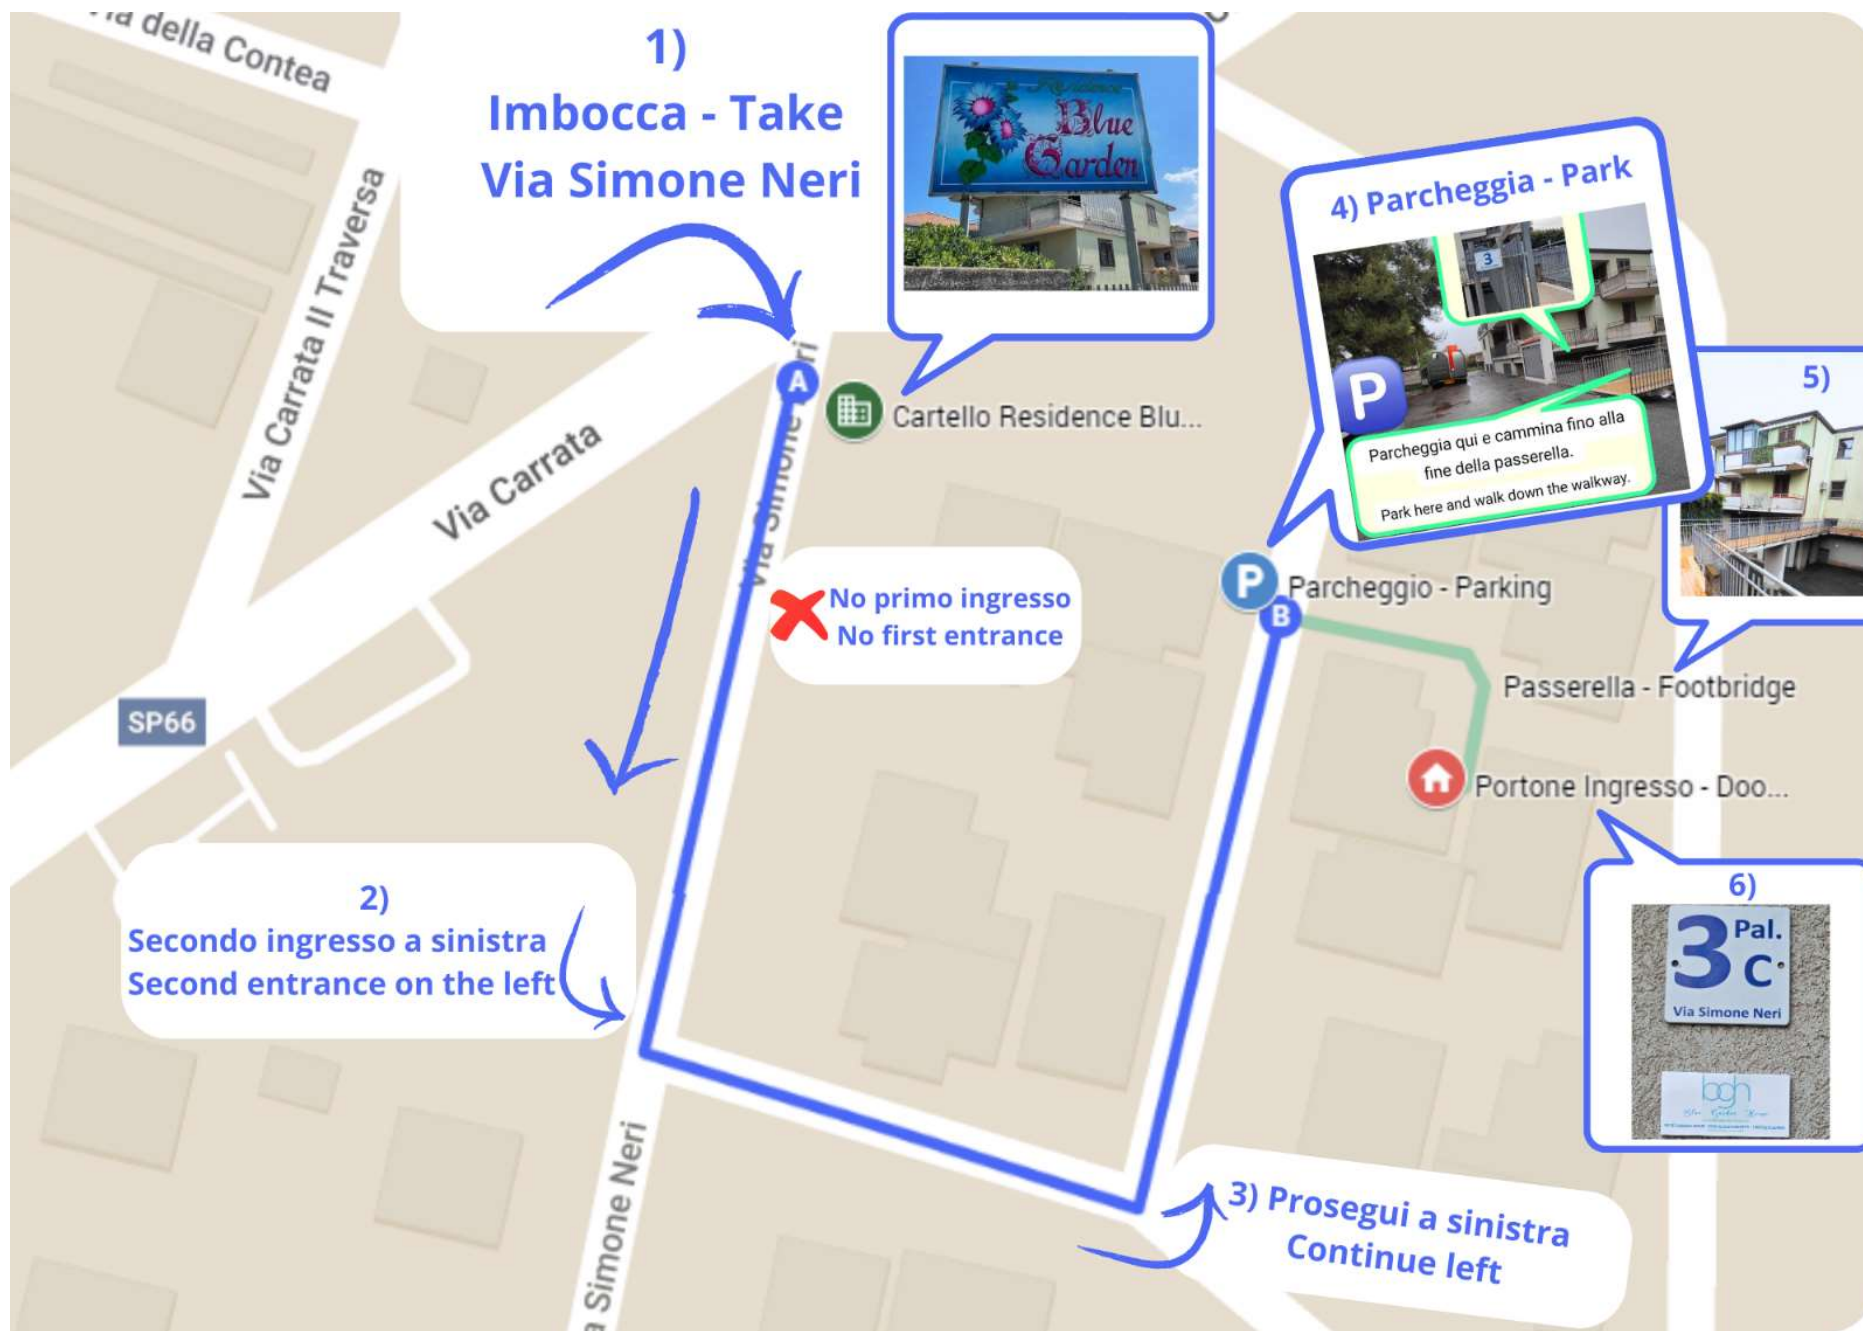 Via della Contea
1)
Imbocca - Take
Via Simone Neri
Residence
Blue
Garden
4) Parcheggia - Park
3
P
Parcheggia qui e cammina fino alla
fine della passerella.
Park here and walk down the walkway.
5)
Via Carrata II Traversa
Via Carrata
A
Via Simone Neri
Cartello Residence Blu...
No primo ingresso
No first entrance
P
Parcheggio - Parking
B
Passerella - Footbridge
SP66
Portone Ingresso - Doo...
2)
Secondo ingresso a sinistra
Second entrance on the left
6)
3 Pal.
C
Via Simone Neri
bgh
3) Prosegui a sinistra
Continue left
a Simone Neri